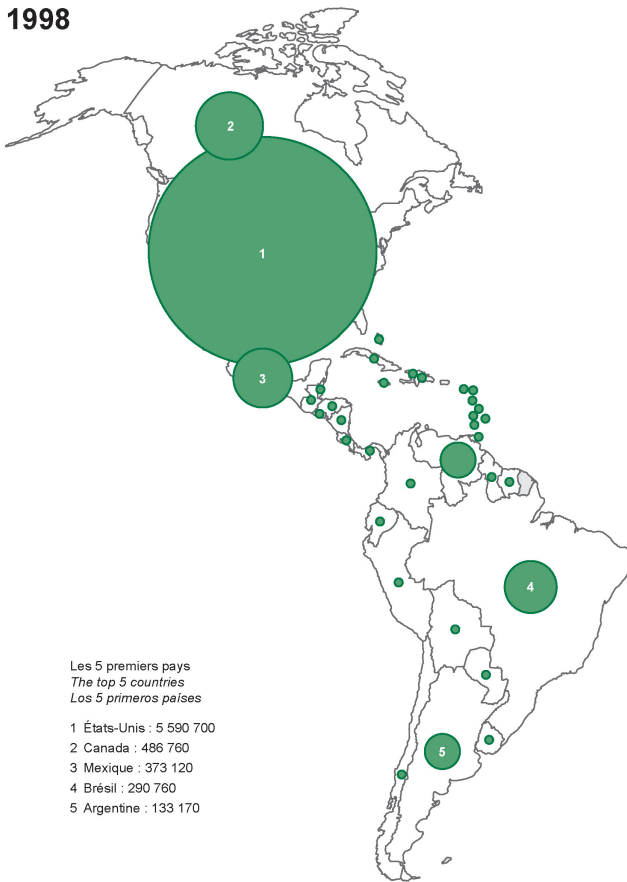 1998
2
1
3
4
5
Les 5 premiers pays
The top 5 countries
Los 5 primeros países
1 États-Unis : 5 590 700
2 Canada : 486 760
3 Mexique : 373 120
4 Brésil : 290 760
5 Argentine : 133 170